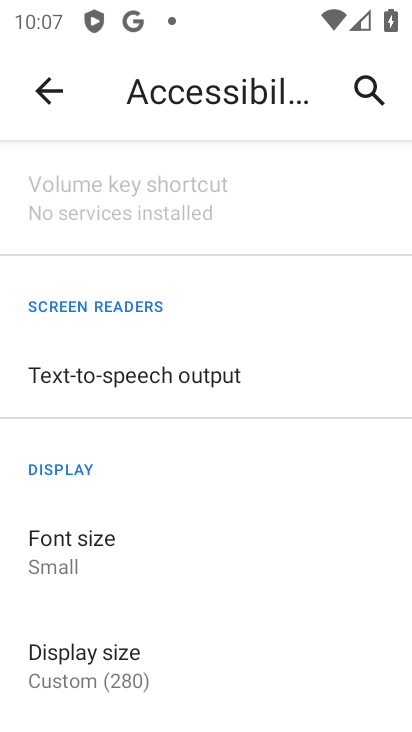 10:07
Accessibil...
Volume key shortcut
No services installed
SCREEN READERS
Text-to-speech output
DISPLAY
Font size
Small
Display size
Custom (280)